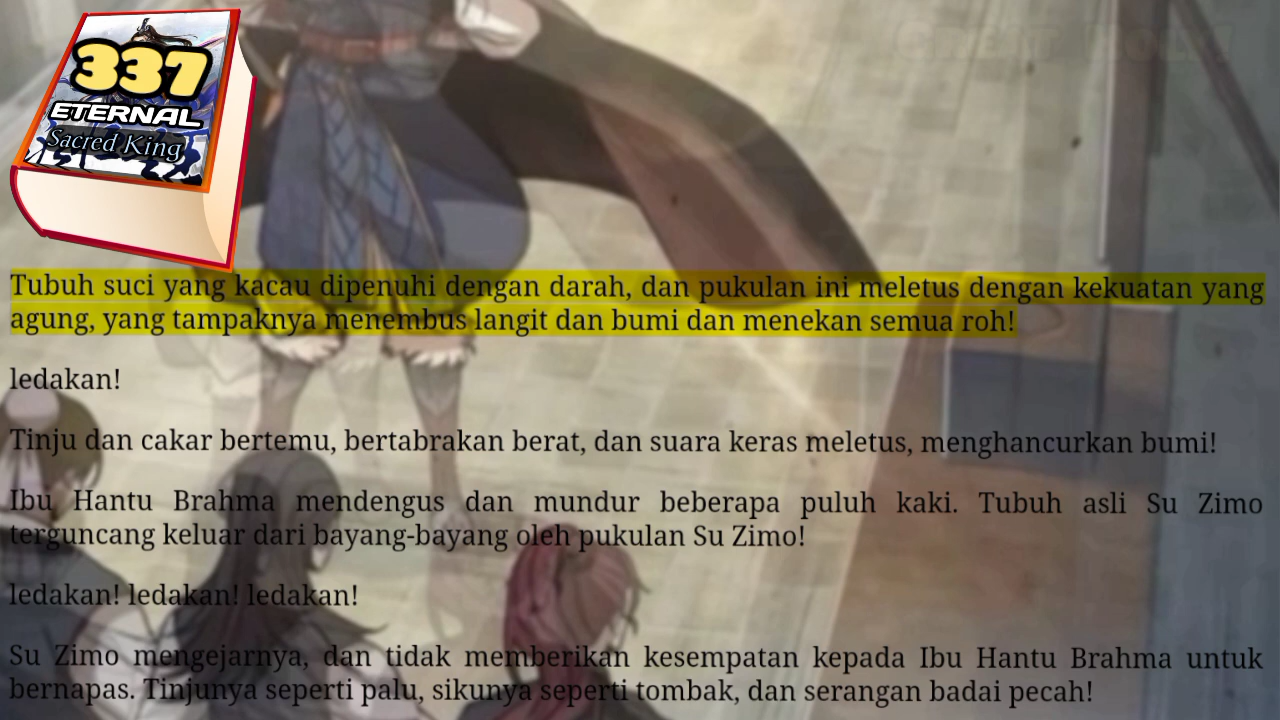 337
ETERNAL
Sacred King
Tubuh suci yang kacau dipenuhi dengan darah, dan pukulan ini meletus dengan kekuatan yang
agung, yang tampaknya menembus langit dan bumi dan menekan semua roh!
ledakan!
Tinju dan cakar bertemu, bertabrakan berat, dan suara keras meletus, menghancurkan bumi!
Ibu Hantu Brahma mendengus dan mundur beberapa puluh kaki. Tubuh asli Su Zimo
terguncang keluar dari bayang-bayang oleh pukulan Su Zimo!
ledakan! ledakan! ledakan!
Su Zimo mengejarnya, dan tidak memberikan kesempatan kepada Ibu Hantu Brahma untuk
bernapas. Tinjunya seperti palu, sikunya seperti tombak, dan serangan badai pecah!